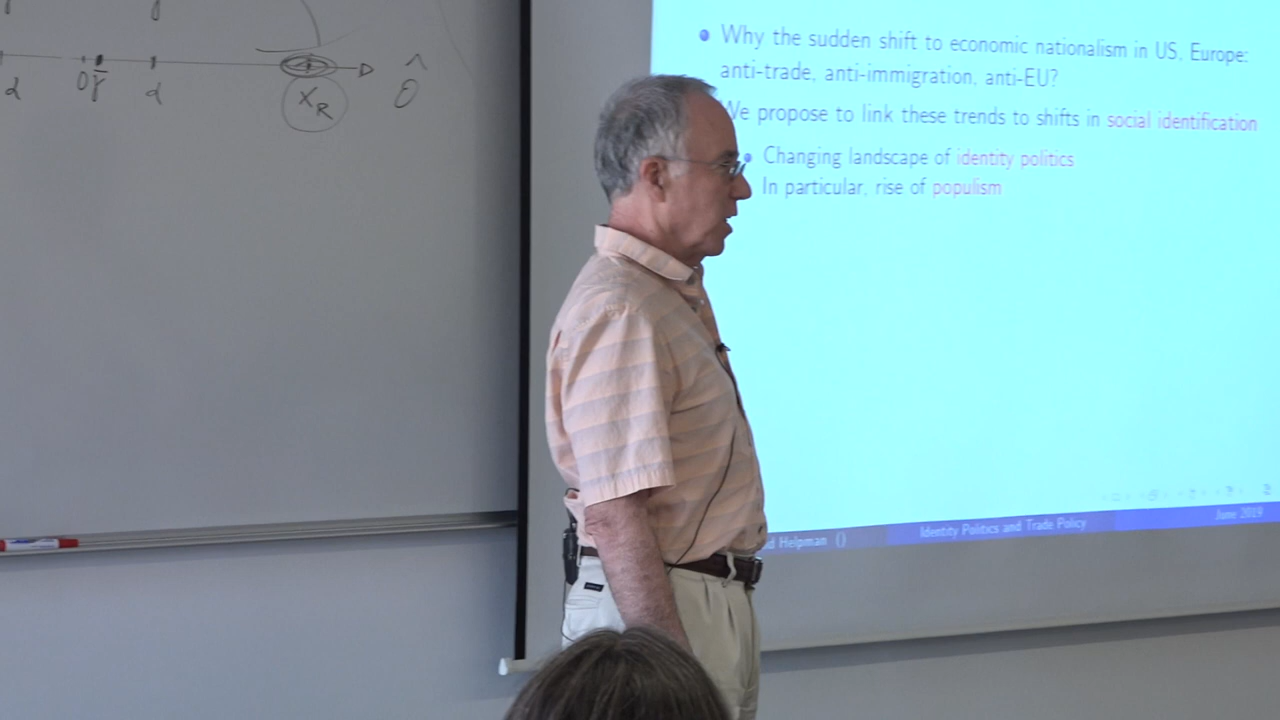 d 0 γ̅ d θ̂
X_R
Why the sudden shift to economic nationalism in US, Europe:
anti-trade, anti-immigration, anti-EU?
We propose to link these trends to shifts in social identification
Changing landscape of identity politics
In particular, rise of populism
d Helpman () Identity Politics and Trade Policy June 2019